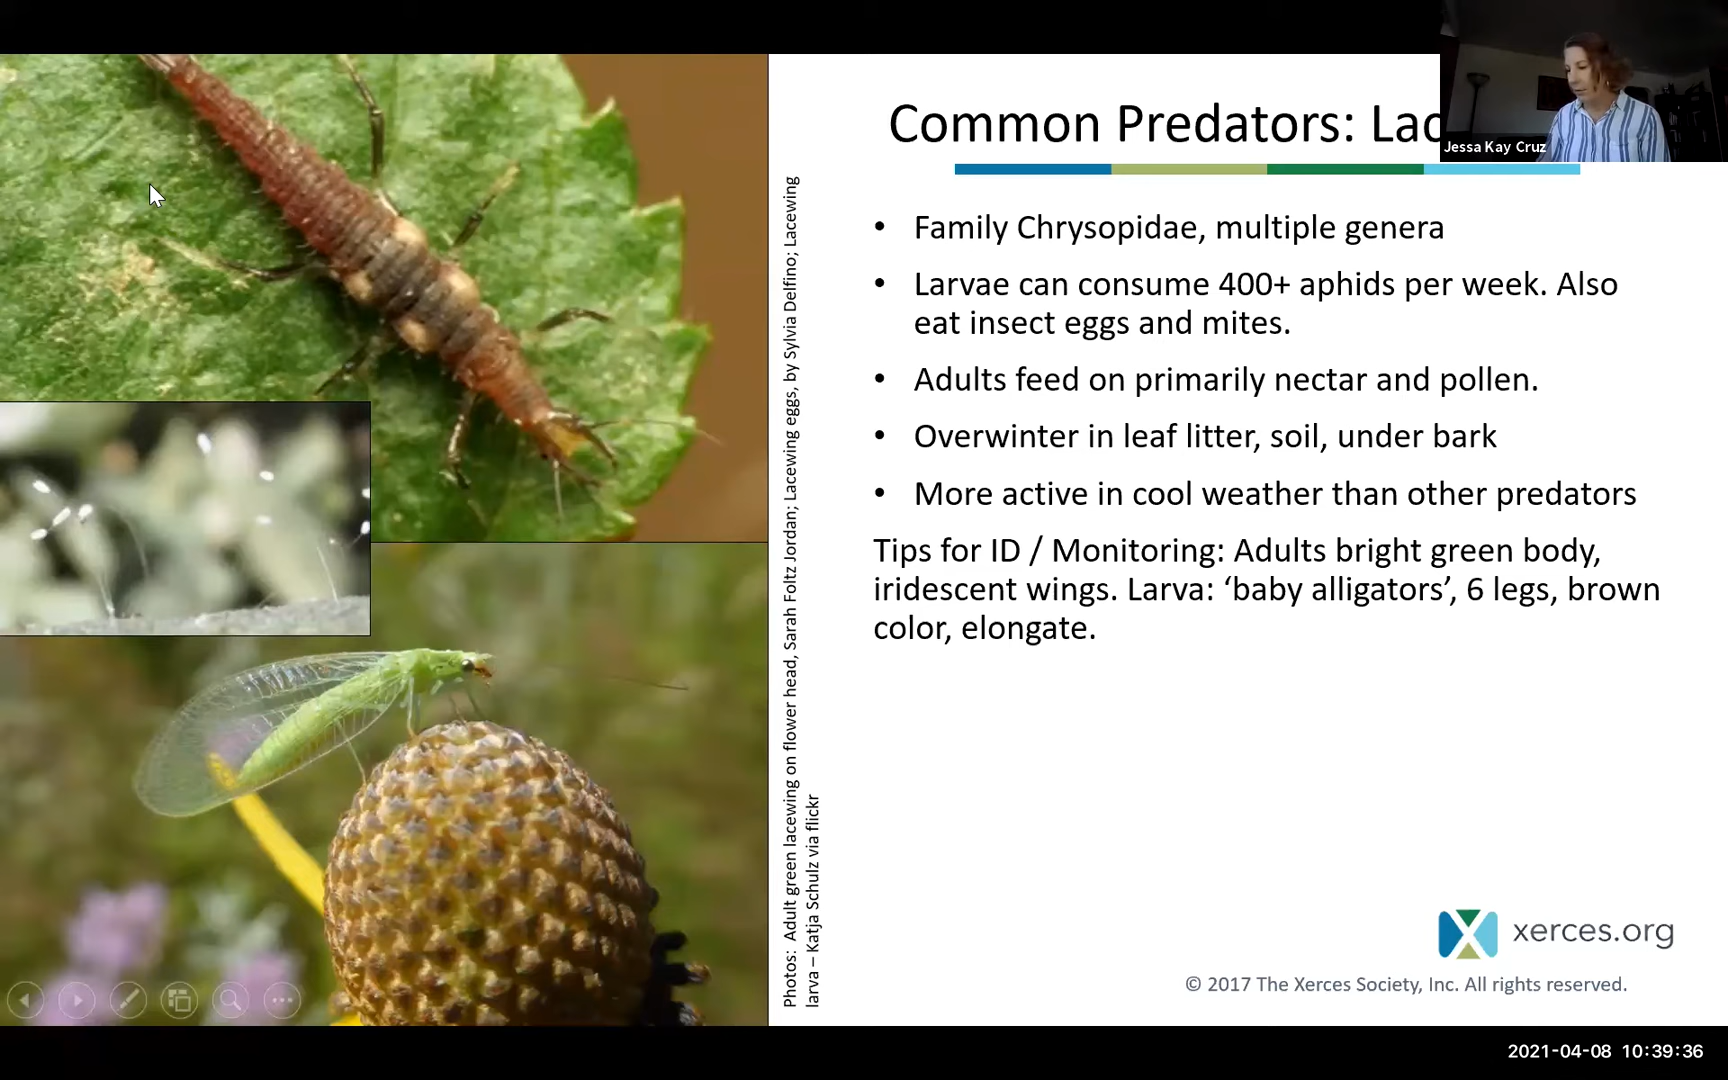 Common Predators: Lac
Jessa Kay Cruz
• Family Chrysopidae, multiple genera
• Larvae can consume 400+ aphids per week. Also
eat insect eggs and mites.
• Adults feed on primarily nectar and pollen.
• Overwinter in leaf litter, soil, under bark
• More active in cool weather than other predators
Tips for ID / Monitoring: Adults bright green body,
iridescent wings. Larva: ‘baby alligators’, 6 legs, brown
color, elongate.
Photos: Adult green lacewing on flower head, Sarah Foltz Jordan; Lacewing eggs, by Sylvia Delfino; Lacewing
larva – Katja Schulz via flickr
xerces.org
© 2017 The Xerces Society, Inc. All rights reserved.
2021-04-08 10:39:36